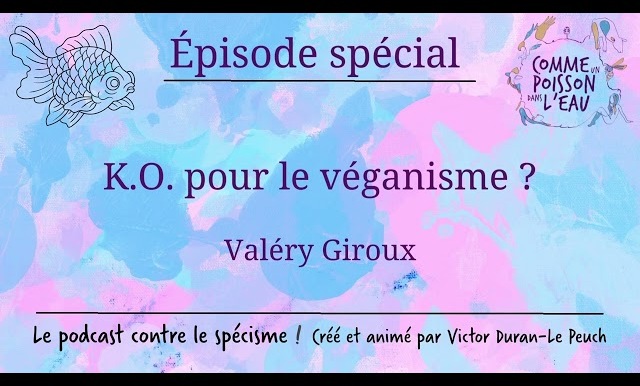 Épisode spécial
COMME UN
POISSON
DANS L'EAU
K.O. pour le véganisme ?
Valéry Giroux
Le podcast contre le spécisme ! Créé et animé par Victor Duran-Le Peuch